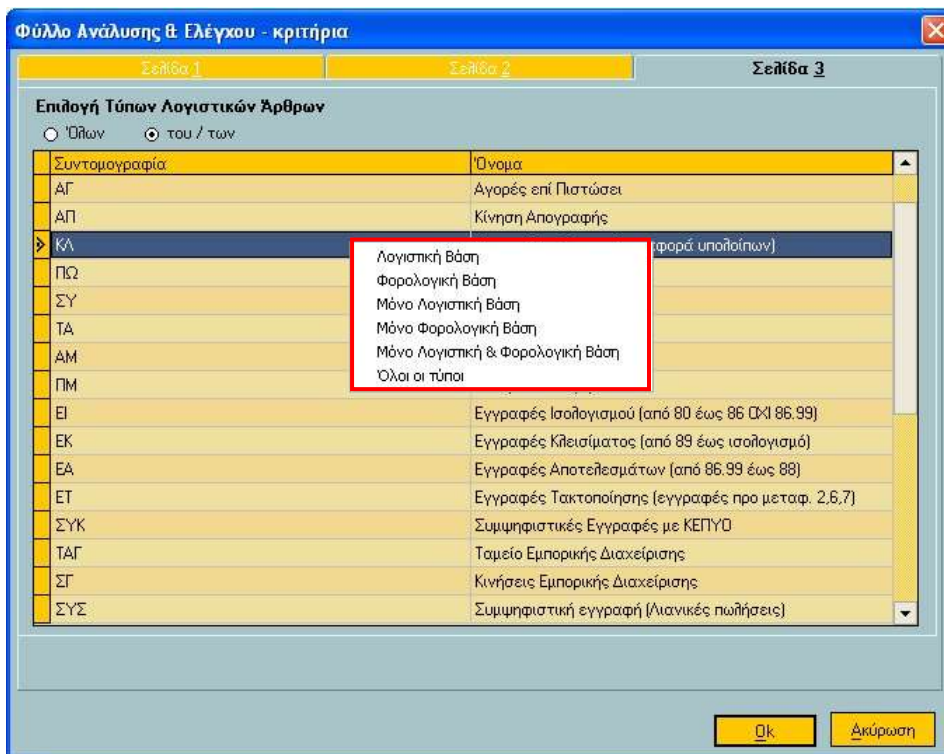 Φύλλο Ανάλυσης & Ελέγχου - κριτήρια
Σελίδα 1 Σελίδα 2 Σελίδα 3
Επιλογή Τύπων Λογιστικών Άρθρων
Όλων του / των
Συντομογραφία Όνομα
ΑΓ Αγορές επί Πιστώσει
ΑΠ Κίνηση Απογραφής
ΚΛ υπολοίπων)
ΠΩ
ΣΥ
ΤΑ
ΑΜ
ΠΜ
Λογιστική Βάση
Φορολογική Βάση
Μόνο Λογιστική Βάση
Μόνο Φορολογική Βάση
Μόνο Λογιστική & Φορολογική Βάση
Όλοι οι τύποι
ΕΙ Εγγραφές Ισολογισμού (από 80 έως 86 ΟΧΙ 86.99)
ΕΚ Εγγραφές Κλεισίματος (από 89 έως ισολογισμό)
ΕΑ Εγγραφές Αποτελεσμάτων (από 86.99 έως 88)
ΕΤ Εγγραφές Τακτοποίησης (εγγραφές προ μεταφ. 2,6,7)
ΣΥΚ Συμψηφιστικές Εγγραφές με ΚΕΠΥΟ
ΤΑΓ Ταμείο Εμπορικής Διαχείρισης
ΣΓ Κινήσεις Εμπορικής Διαχείρισης
ΣΥΣ Συμψηφιστική εγγραφή (Λιανικές πωλήσεις)
Ok Ακύρωση